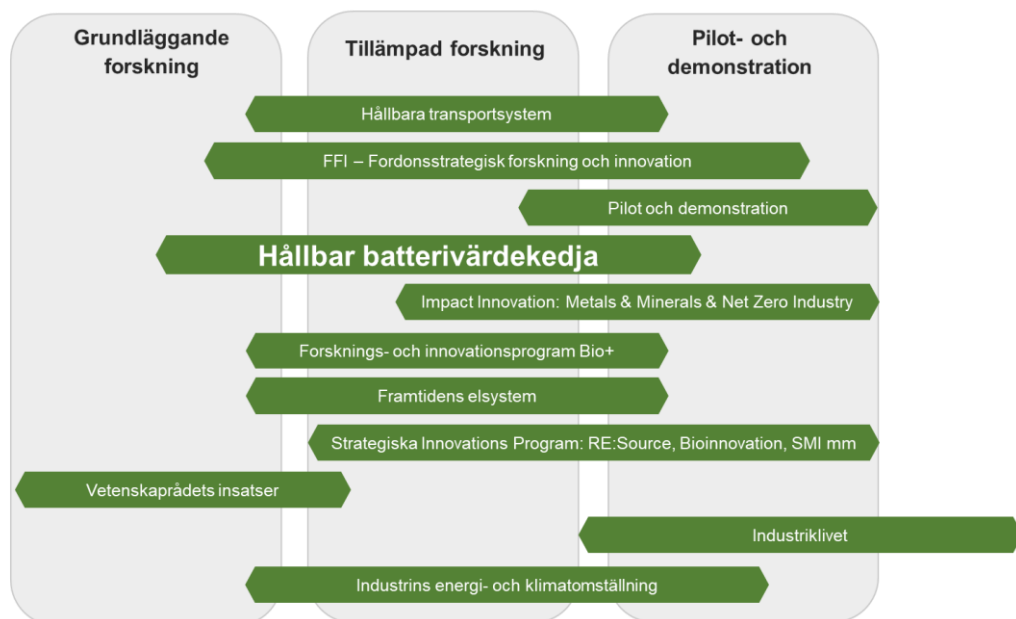 Grundläggande
forskning
Tillämpad forskning
Pilot- och
demonstration
Hållbara transportsystem
FFI – Fordonsstrategisk forskning och innovation
Pilot och demonstration
Hållbar batterivärdekedja
Impact Innovation: Metals & Minerals & Net Zero Industry
Forsknings- och innovationsprogram Bio+
Framtidens elsystem
Strategiska Innovations Program: RE:Source, Bioinnovation, SMI mm
Vetenskaprådets insatser
Industriklivet
Industrins energi- och klimatomställning